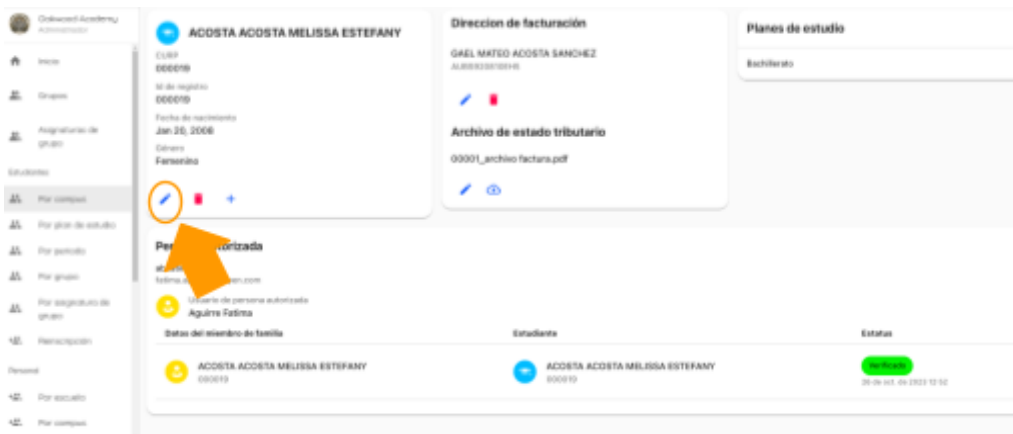 Oakwood Academy
Administrador
Inicio
Grupos
Asignaturas de
grupo
Estudiantes
Por campus
Por plan de estudio
Por periodo
Por grupo
Por asignatura de
grupo
Reinscripción
Personal
Por escuela
Por campus
ACOSTA ACOSTA MELISSA ESTEFANY
CURP
000019
Id de registro
000019
Fecha de nacimiento
Jan 20, 2008
Género
Femenino
Direccion de facturación
GAEL MATEO ACOSTA SANCHEZ
Archivo de estado tributario
00001_archivo factura.pdf
Planes de estudio
Bachillerato
Usuario de persona autorizada
Aguirre Fatima
Datos del miembro de familia
Estudiante
Estatus
ACOSTA ACOSTA MELISSA ESTEFANY
000019
ACOSTA ACOSTA MELISSA ESTEFANY
000019
Verificado